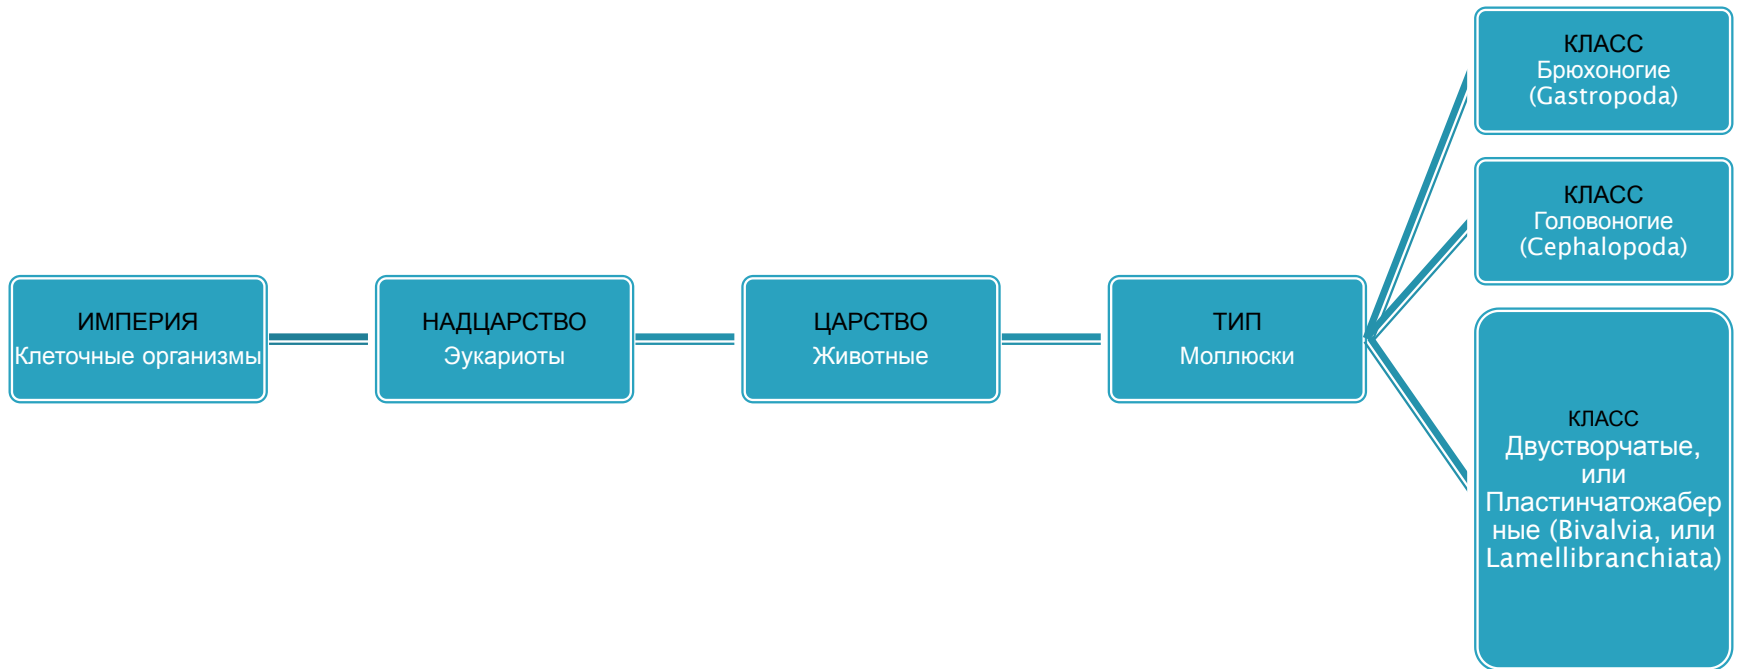 ИМПЕРИЯ
Клеточные организмы
НАДЦАРСТВО
Эукариоты
ЦАРСТВО
Животные
ТИП
Моллюски
КЛАСС
Брюхоногие
(Gastropoda)
КЛАСС
Головоногие
(Cephalopoda)
КЛАСС
Двустворчатые,
или
Пластинчатожабер
ные (Bivalvia, или
Lamellibranchiata)